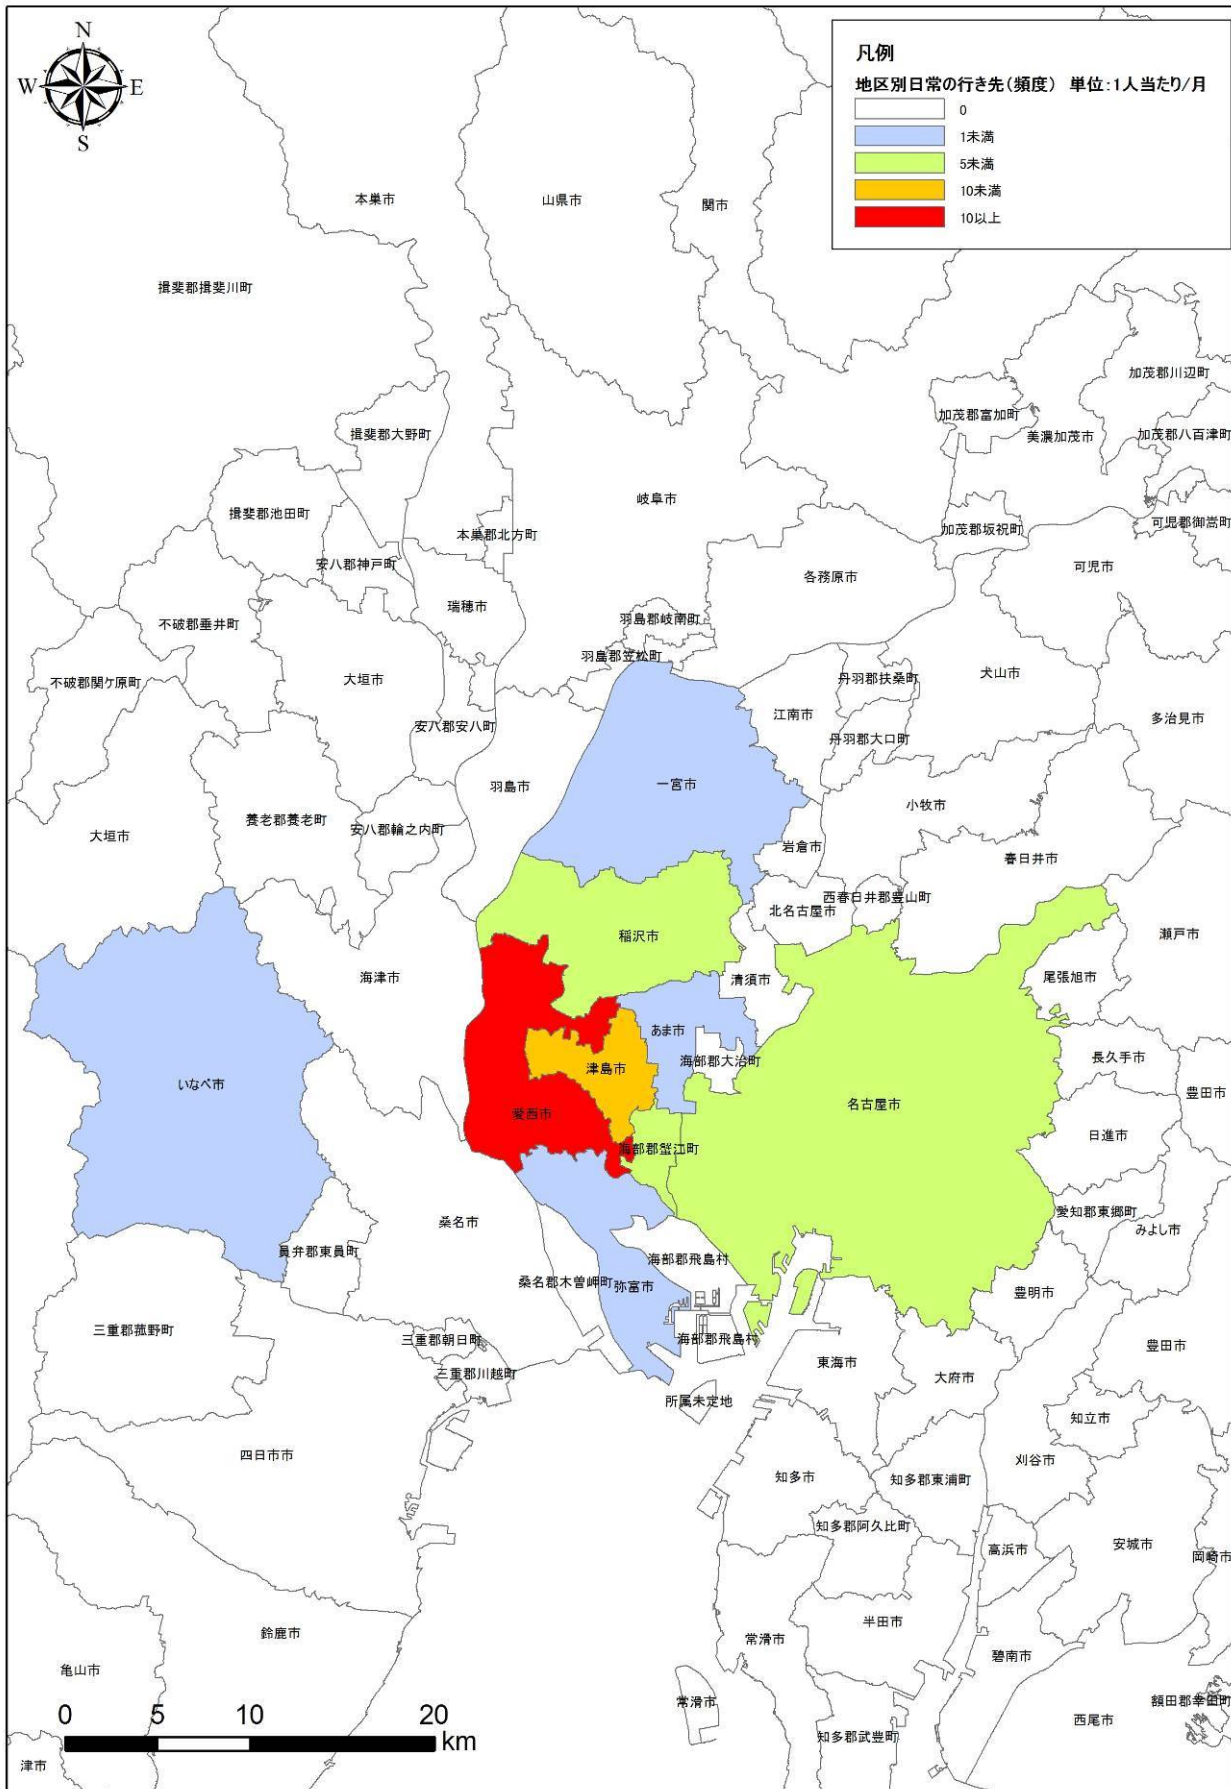 N
W
E
S
凡例
地区別日常の行き先(頻度) 単位:1人当たり/月
0
1未満
5未満
10未満
10以上
本巣市
山県市
関市
揖斐郡揖斐川町
加茂郡川辺町
加茂郡富加町
美濃加茂市
加茂郡八百津町
揖斐郡大野町
岐阜市
揖斐郡池田町
本巣郡北方町
加茂郡坂祝町
可児郡御嵩町
安八郡神戸町
各務原市
可児市
瑞穂市
不破郡垂井町
羽島郡岐南町
羽島郡笠松町
不破郡関ケ原町
大垣市
丹羽郡扶桑町
犬山市
安八郡安八町
江南市
丹羽郡大口町
多治見市
羽島市
一宮市
小牧市
養老郡養老町
安八郡輪之内町
大垣市
岩倉市
春日井市
西春日井郡豊山町
北名古屋市
稲沢市
瀬戸市
海津市
清須市
尾張旭市
あま市
海部郡大治町
長久手市
津島市
いなべ市
豊田市
名古屋市
愛西市
日進市
海部郡蟹江町
愛知郡東郷町
桑名市
みよし市
員弁郡東員町
海部郡飛島村
桑名郡木曽岬町
弥富市
豊明市
三重郡菰野町
三重郡朝日町
海部郡飛島村
豊田市
東海市
三重郡川越町
大府市
所属未定地
知立市
四日市市
刈谷市
知多市
知多郡東浦町
知多郡阿久比町
高浜市
安城市
岡崎市
半田市
鈴鹿市
常滑市
碧南市
亀山市
常滑市
額田郡幸田町
西尾市
知多郡武豊町
0 5 10 20
km
津市